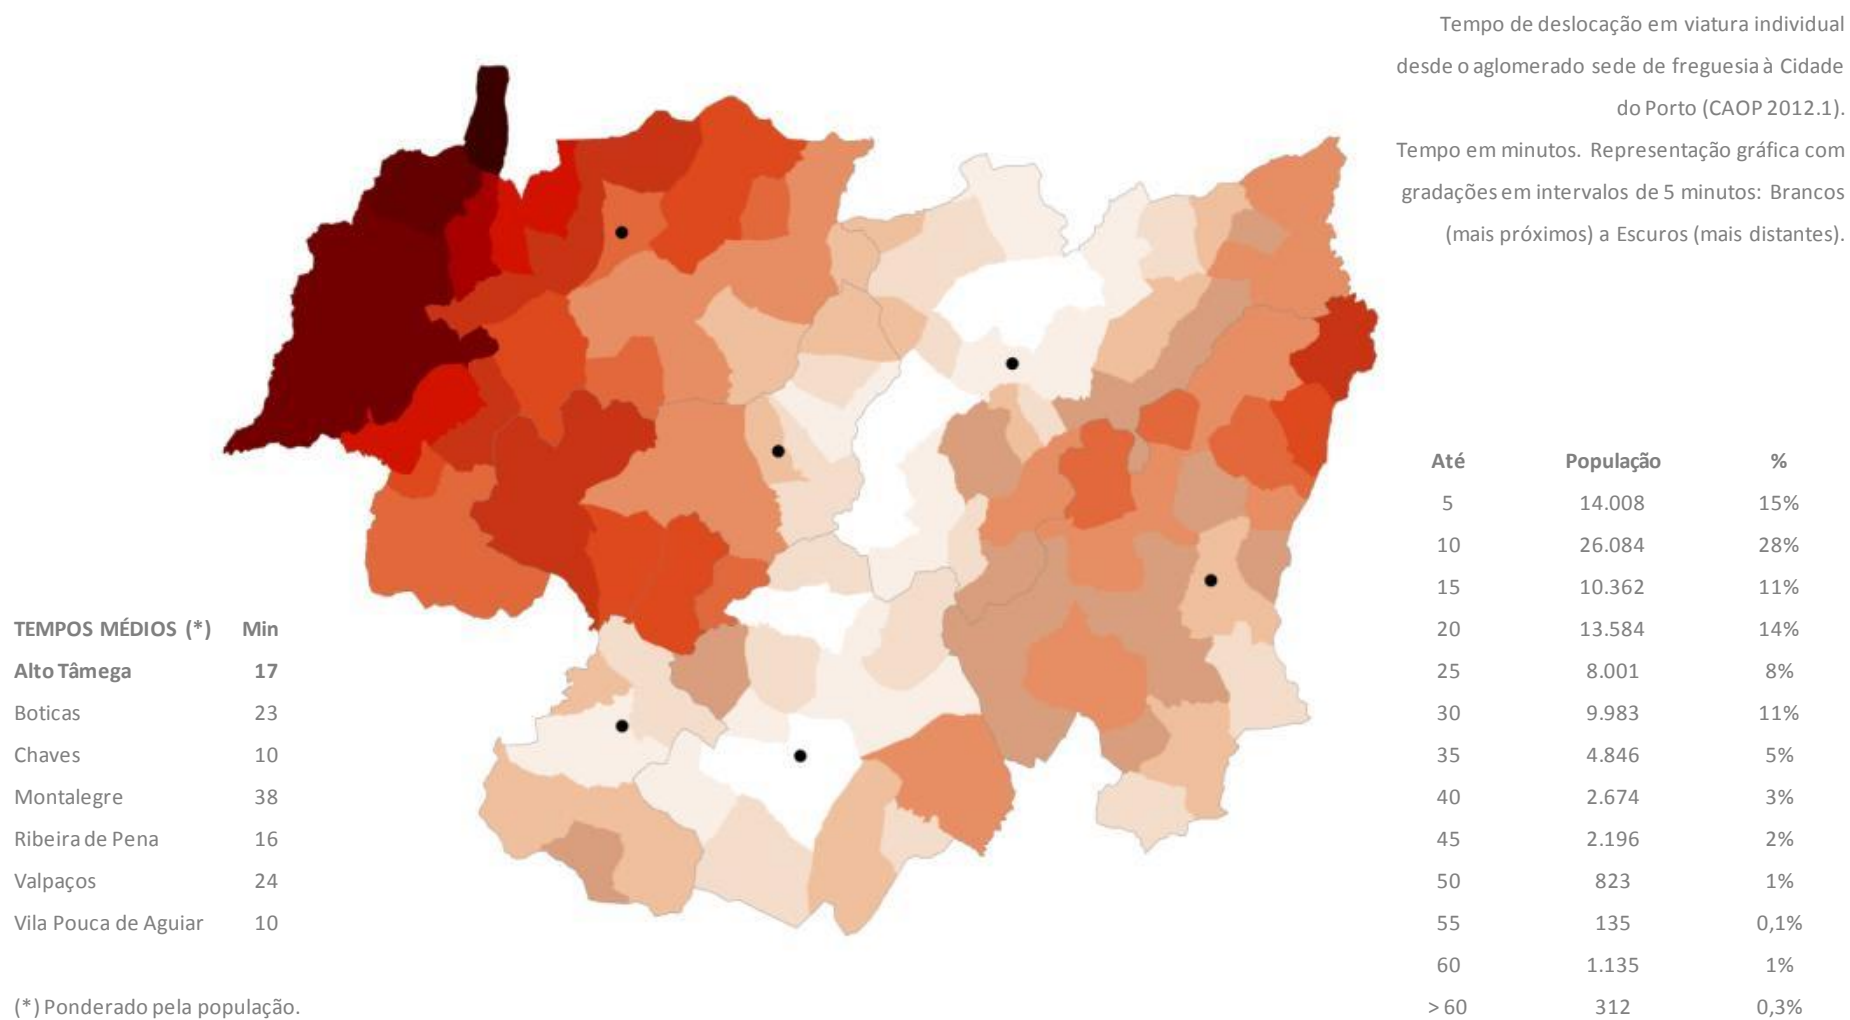 Tempo de deslocação em viatura individual
desde o aglomerado sede de freguesia à Cidade
do Porto (CAOP 2012.1).
Tempo em minutos. Representação gráfica com
gradações em intervalos de 5 minutos: Brancos
(mais próximos) a Escuros (mais distantes).
Até População %
5 14.008 15%
10 26.084 28%
15 10.362 11%
20 13.584 14%
25 8.001 8%
30 9.983 11%
35 4.846 5%
40 2.674 3%
45 2.196 2%
50 823 1%
55 135 0,1%
60 1.135 1%
> 60 312 0,3%
TEMPOS MÉDIOS (*) Min
Alto Tâmega 17
Boticas 23
Chaves 10
Montalegre 38
Ribeira de Pena 16
Valpaços 24
Vila Pouca de Aguiar 10
(*) Ponderado pela população.